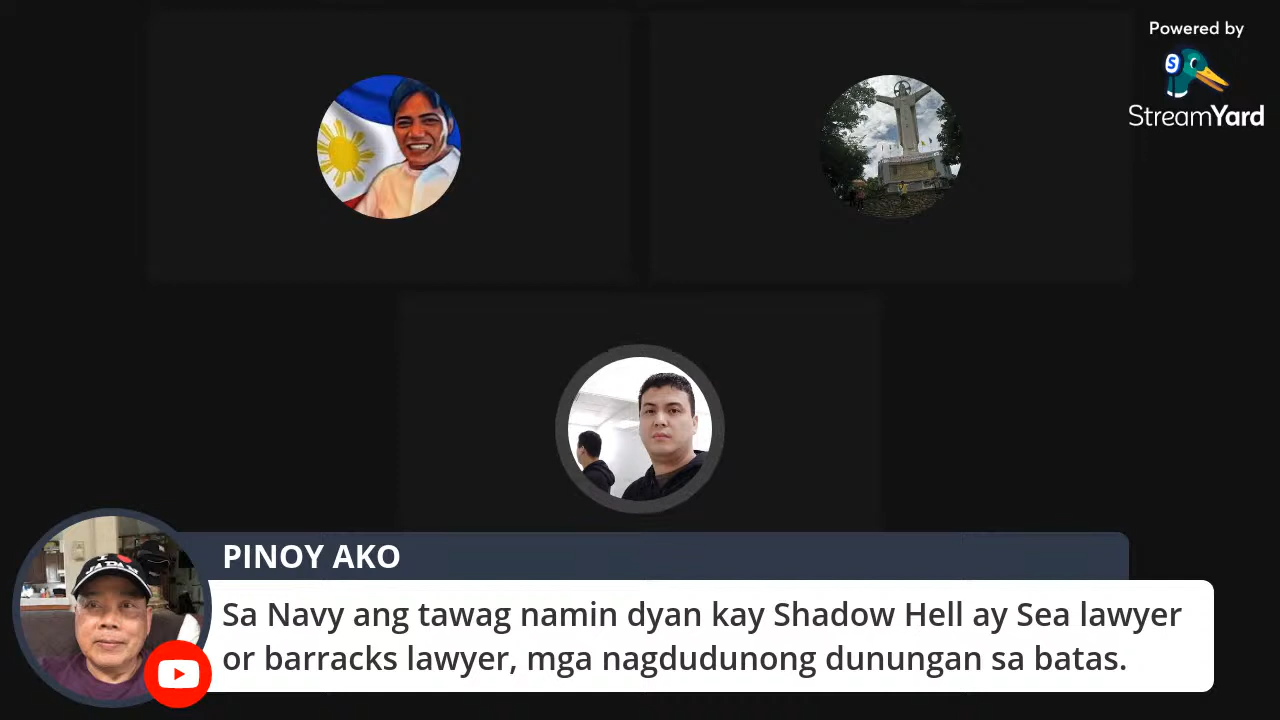 Powered by
StreamYard
PINOY AKO
Sa Navy ang tawag namin dyan kay Shadow Hell ay Sea lawyer
or barracks lawyer, mga nagdudunong dunungan sa batas.